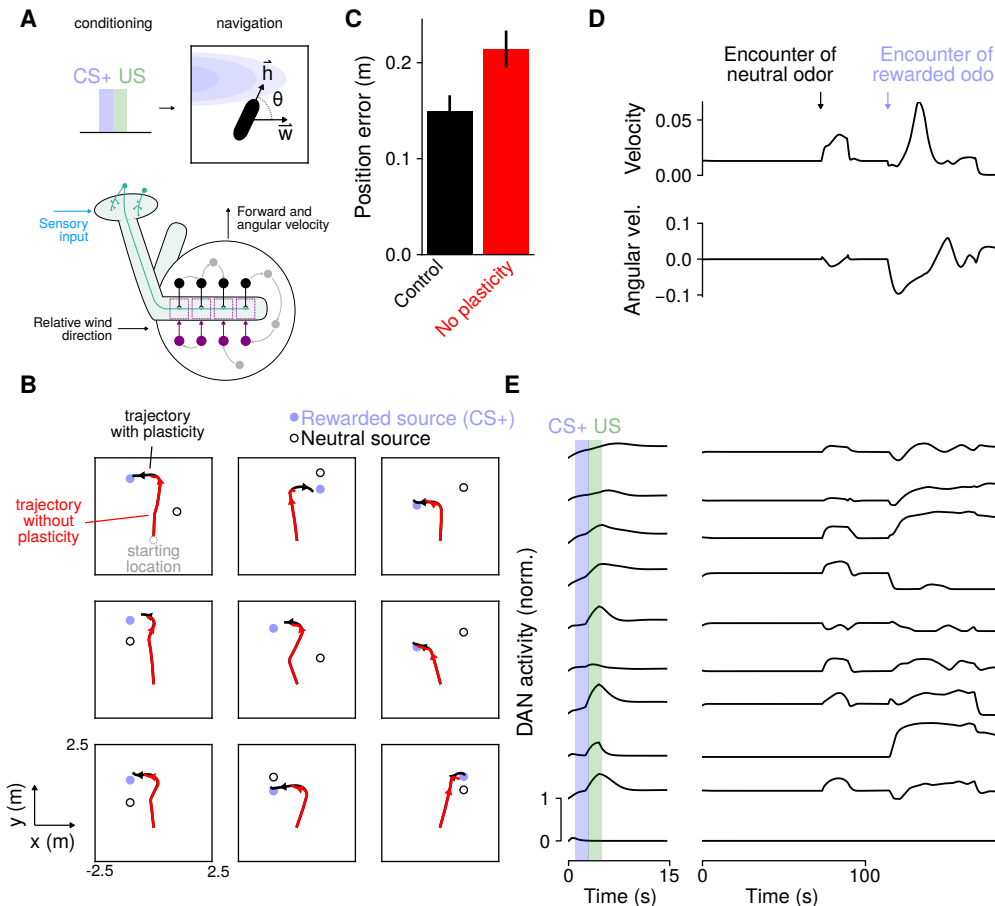 A
conditioning
navigation
CS+ US
h
θ
w
Sensory
input
Forward and
angular velocity
Relative wind
direction
B
trajectory
with plasticity
Rewarded source (CS+)
Neutral source
trajectory
without
plasticity
starting
location
2.5
y (m)
x (m)
-2.5
2.5
C
Position error (m)
0.2
0.1
0.0
Control
No plasticity
D
Encounter of
neutral odor
Encounter of
rewarded odo
Velocity
0.05
0.00
Angular vel.
0.1
0.0
−0.1
E
CS+ US
DAN activity (norm.)
1
0
0
15
Time (s)
100
Time (s)